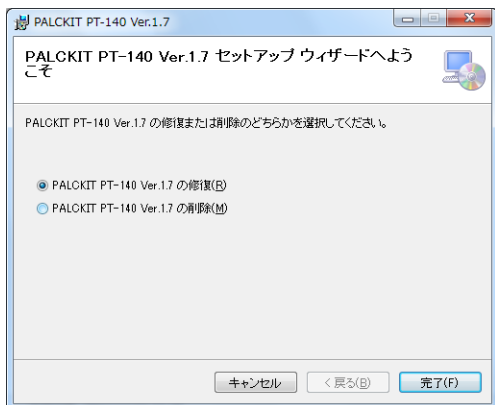 PALCKIT PT-140 Ver.1.7
PALCKIT PT-140 Ver.1.7 セットアップ ウィザードへよう
こそ
PALCKIT PT-140 Ver.1.7 の修復または削除のどちらかを選択してください。
PALCKIT PT-140 Ver.1.7 の修復(R)
PALCKIT PT-140 Ver.1.7 の削除(M)
キャンセル
< 戻る(B)
完了(F)